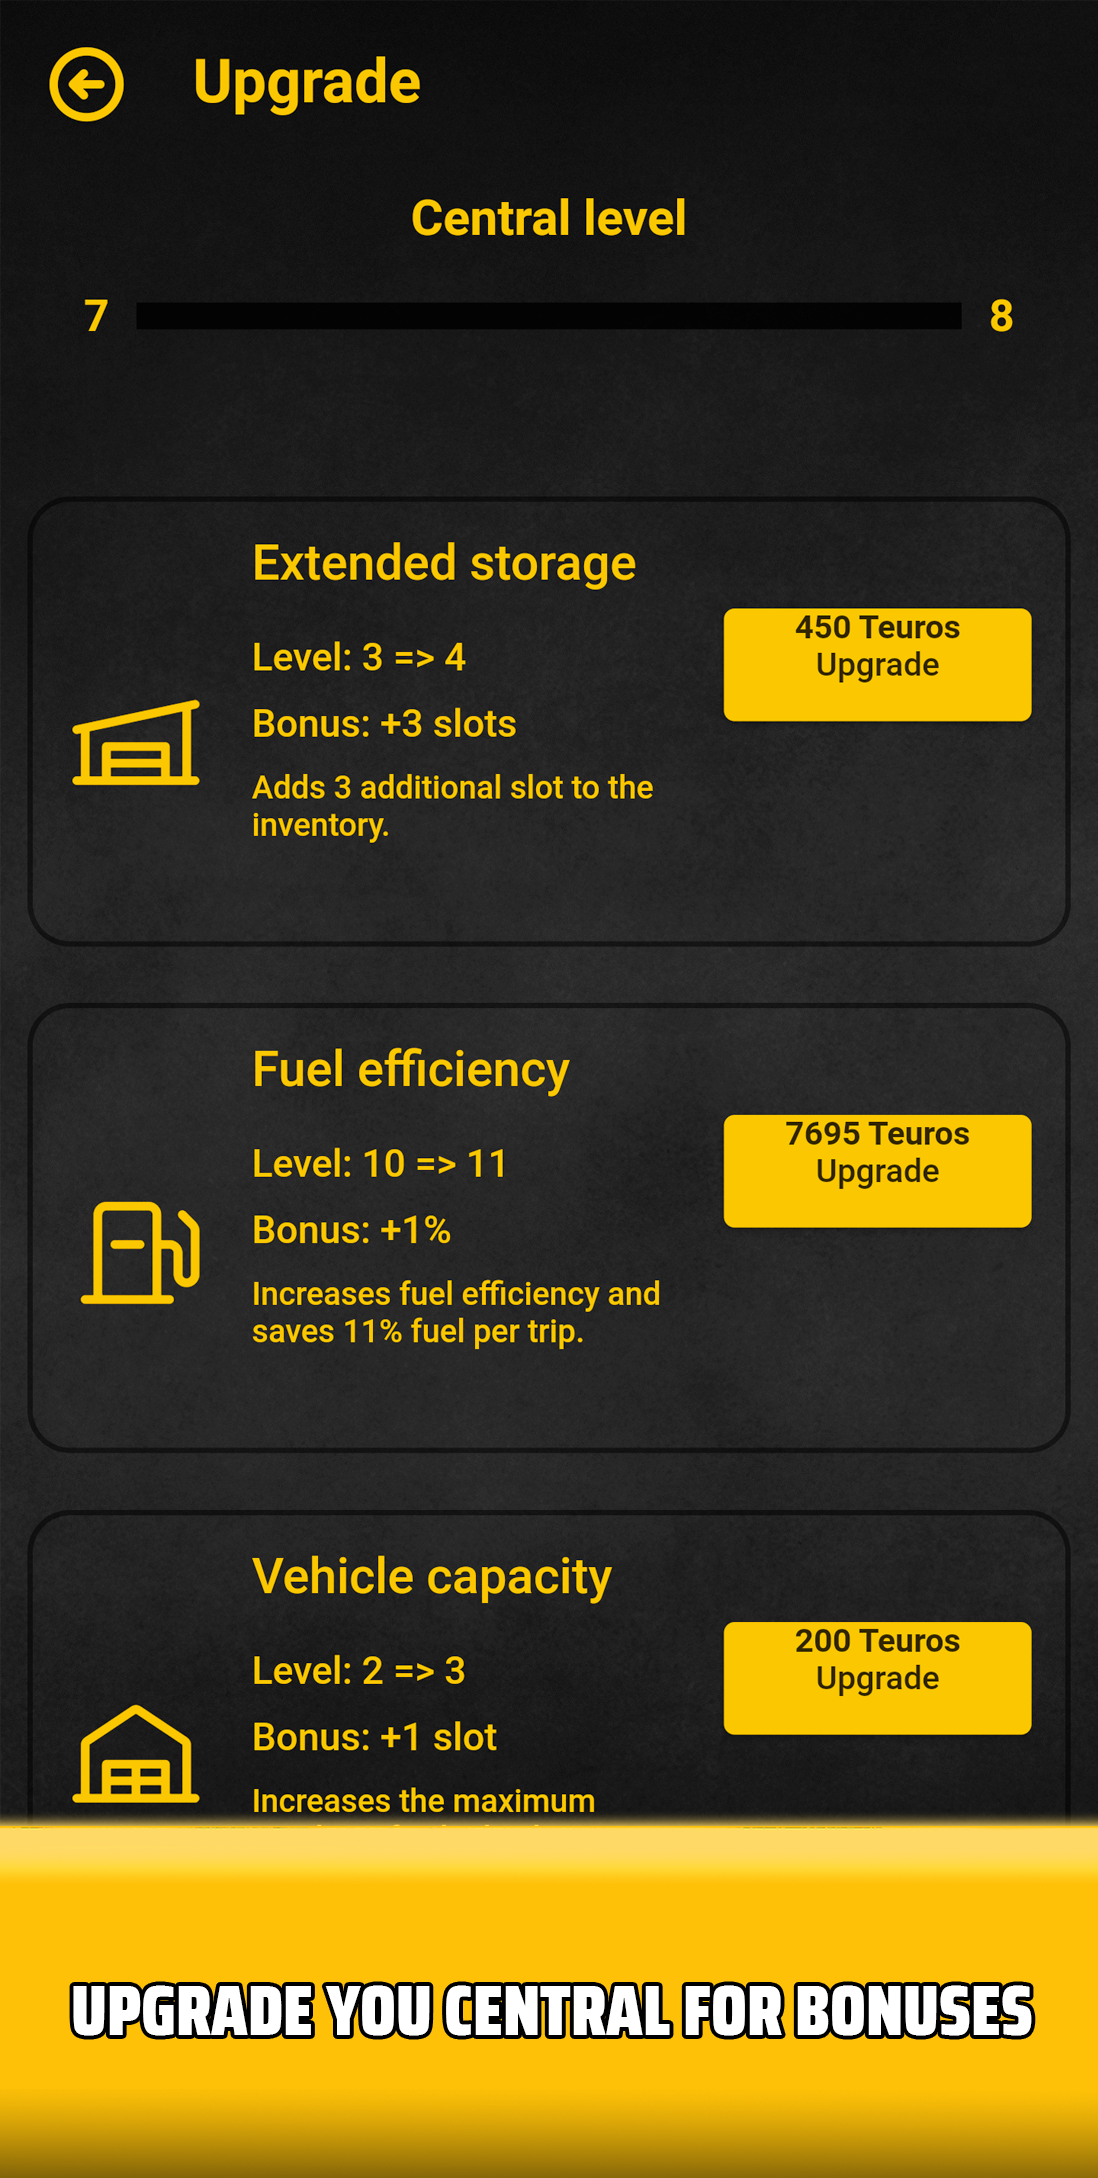 Upgrade
Central level
7 8
Extended storage
450 Teuros
Upgrade
Level: 3 => 4
Bonus: +3 slots
Adds 3 additional slot to the
inventory.
Fuel efficiency
7695 Teuros
Upgrade
Level: 10 => 11
Bonus: +1%
Increases fuel efficiency and
saves 11% fuel per trip.
Vehicle capacity
200 Teuros
Upgrade
Level: 2 => 3
Bonus: +1 slot
Increases the maximum
UPGRADE YOU CENTRAL FOR BONUSES